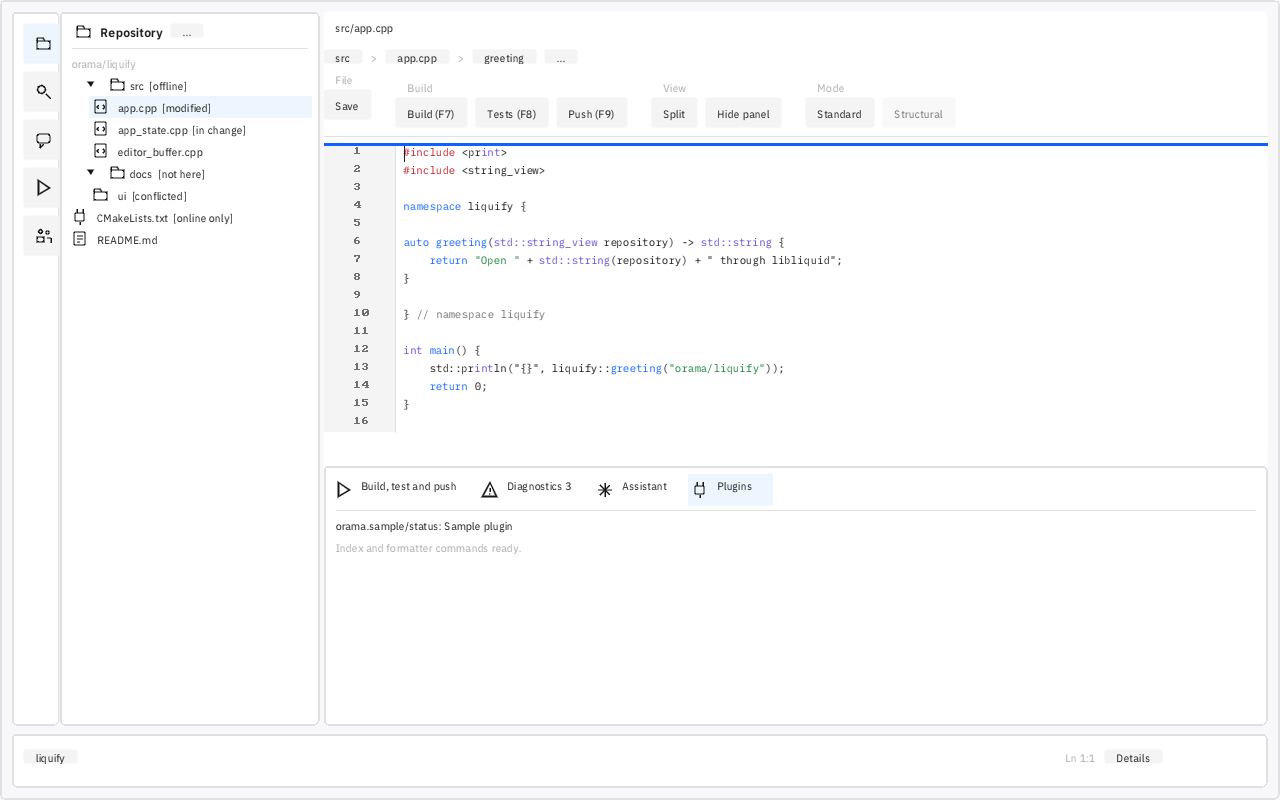 Repository
...
orama/liquify
src [offline]
app.cpp [modified]
app_state.cpp [in change]
editor_buffer.cpp
docs [not here]
ui [conflicted]
CMakeLists.txt [online only]
README.md
src/app.cpp
src > app.cpp > greeting ...
File
Save
Build
Build (F7) Tests (F8) Push (F9)
View
Split Hide panel
Mode
Standard Structural
1 #include <print>
2 #include <string_view>
3
4 namespace liquify {
5
6 auto greeting(std::string_view repository) -> std::string {
7     return "Open " + std::string(repository) + " through libliquid";
8 }
9
10 } // namespace liquify
11
12 int main() {
13     std::println("{}", liquify::greeting("orama/liquify"));
14     return 0;
15 }
16
Build, test and push Diagnostics 3 Assistant Plugins
orama.sample/status: Sample plugin
Index and formatter commands ready.
liquify Ln 1:1 Details